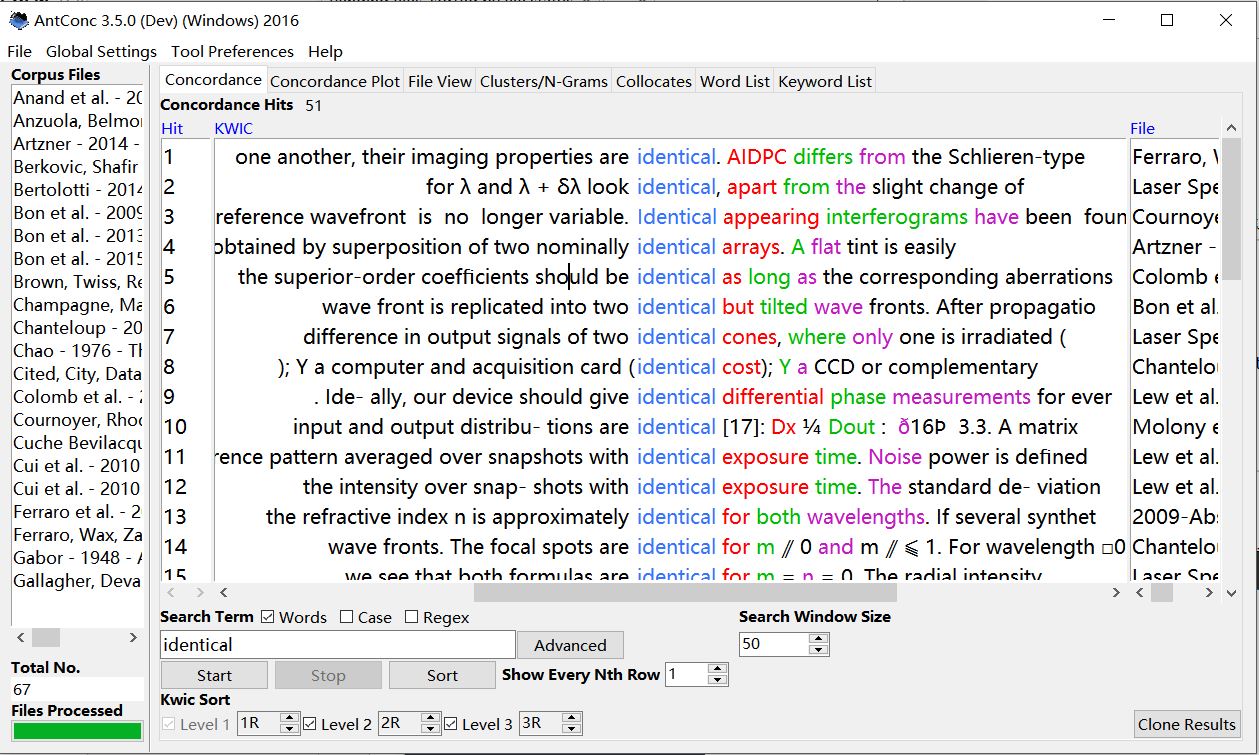 AntConc 3.5.0 (Dev) (Windows) 2016
File Global Settings Tool Preferences Help
Corpus Files
Anand et al. - 20
Anzuola, Belmo
Artzner - 2014 -
Berkovic, Shafir
Bertolotti - 2014
Bon et al. - 2009
Bon et al. - 2013
Bon et al. - 2015
Brown, Twiss, Re
Champagne, Ma
Chanteloup - 20
Chao - 1976 - Th
Cited, City, Data
Colomb et al. - 2
Cournoyer, Rhod
Cuche Bevilacqu
Cui et al. - 2010
Cui et al. - 2010
Ferraro et al. - 2
Ferraro, Wax, Za
Gabor - 1948 - A
Gallagher, Deva
Total No.
67
Files Processed
Concordance Concordance Plot File View Clusters/N-Grams Collocates Word List Keyword List
Concordance Hits 51
Hit KWIC File
1 one another, their imaging properties are identical. AIDPC differs from the Schlieren-type Ferraro, W
2 for λ and λ + δλ look identical, apart from the slight change of Laser Spe
3 reference wavefront is no longer variable. Identical appearing interferograms have been foun Cournoye
4 obtained by superposition of two nominally identical arrays. A flat tint is easily Artzner -
5 the superior-order coefficients should be identical as long as the corresponding aberrations Colomb e
6 wave front is replicated into two identical but tilted wave fronts. After propagatio Bon et al.
7 difference in output signals of two identical cones, where only one is irradiated ( Laser Spe
8 ); Y a computer and acquisition card (identical cost); Y a CCD or complementary Chantelo
9 . Ide- ally, our device should give identical differential phase measurements for ever Lew et al.
10 input and output distribu- tions are identical [17]: Dx ¼ Dout : ð16Þ 3.3. A matrix Molony e
11 rence pattern averaged over snapshots with identical exposure time. Noise power is defined Lew et al.
12 the intensity over snap- shots with identical exposure time. The standard de- viation Lew et al.
13 the refractive index n is approximately identical for both wavelengths. If several synthet 2009-Abs
14 wave fronts. The focal spots are identical for m ⫽ 0 and m ⫽ ⩽ 1. For wavelength □0 Chantelo
15 we see that both formulas are identical for m = n = 0. The radial intensity Laser Spe
Search Term Words Case Regex Search Window Size
identical Advanced 50
Start Stop Sort Show Every Nth Row 1
Kwic Sort
Level 1 1R Level 2 2R Level 3 3R Clone Results